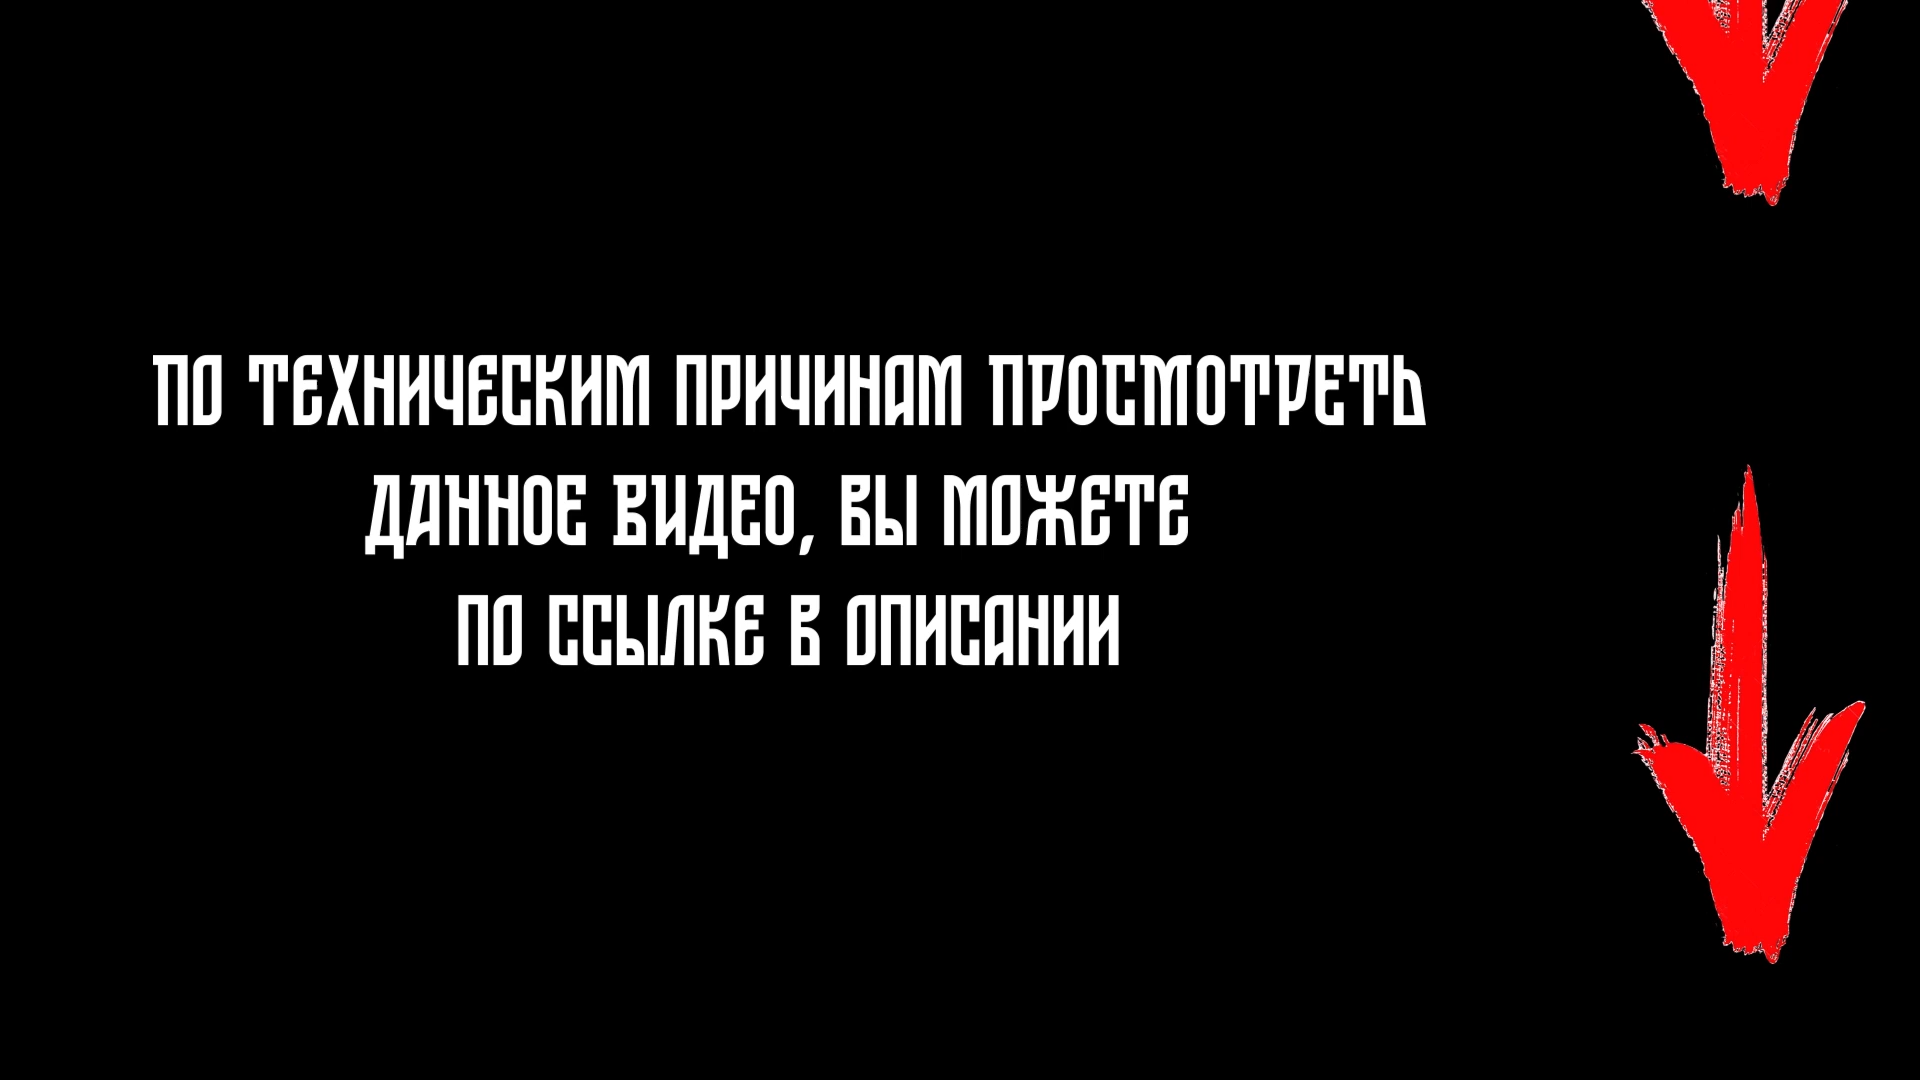 ПО ТЕХНИЧЕСКИМ ПРИЧИНАМ ПРОСМОТРЕТЬ
ДАННОЕ ВИДЕО, ВЫ МОЖЕТЕ
ПО ССЫЛКЕ В ОПИСАНИИ